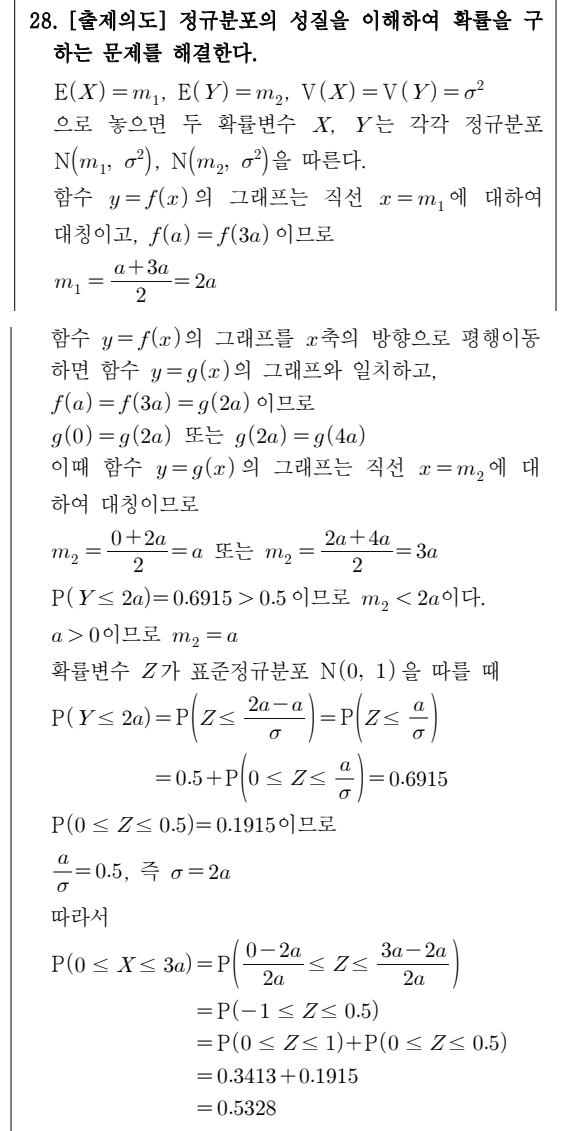 28. [출제의도] 정규분포의 성질을 이해하여 확률을 구
하는 문제를 해결한다.
E(X)=m₁, E(Y)=m₂, V(X)=V(Y)=σ²
으로 놓으면 두 확률변수 X, Y는 각각 정규분포
N(m₁, σ²), N(m₂, σ²)을 따른다.
함수 y=f(x)의 그래프는 직선 x=m₁에 대하여
대칭이고, f(a)=f(3a)이므로
m₁=(a+3a)/2=2a
함수 y=f(x)의 그래프를 x축의 방향으로 평행이동
하면 함수 y=g(x)의 그래프와 일치하고,
f(a)=f(3a)=g(2a)이므로
g(0)=g(2a) 또는 g(2a)=g(4a)
이때 함수 y=g(x)의 그래프는 직선 x=m₂에 대
하여 대칭이므로
m₂=(0+2a)/2=a 또는 m₂=(2a+4a)/2=3a
P(Y≤2a)=0.6915>0.5이므로 m₂<2a이다.
a>0이므로 m₂=a
확률변수 Z가 표준정규분포 N(0, 1)을 따를 때
P(Y≤2a)=P(Z≤(2a-a)/σ)=P(Z≤a/σ)
=0.5+P(0≤Z≤a/σ)=0.6915
P(0≤Z≤0.5)=0.1915이므로
a/σ=0.5, 즉 σ=2a
따라서
P(0≤X≤3a)=P((0-2a)/2a≤Z≤(3a-2a)/2a)
=P(-1≤Z≤0.5)
=P(0≤Z≤1)+P(0≤Z≤0.5)
=0.3413+0.1915
=0.5328